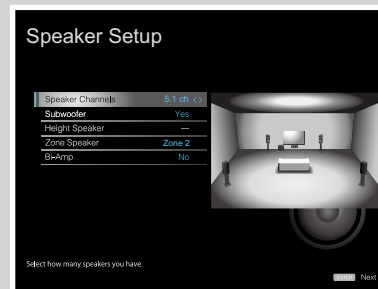 Speaker Setup
Speaker Channels 5.1 ch <>
Subwoofer Yes
Height Speaker ---
Zone Speaker Zone 2
Bi-Amp No
Select how many speakers you have.
ENTER Next